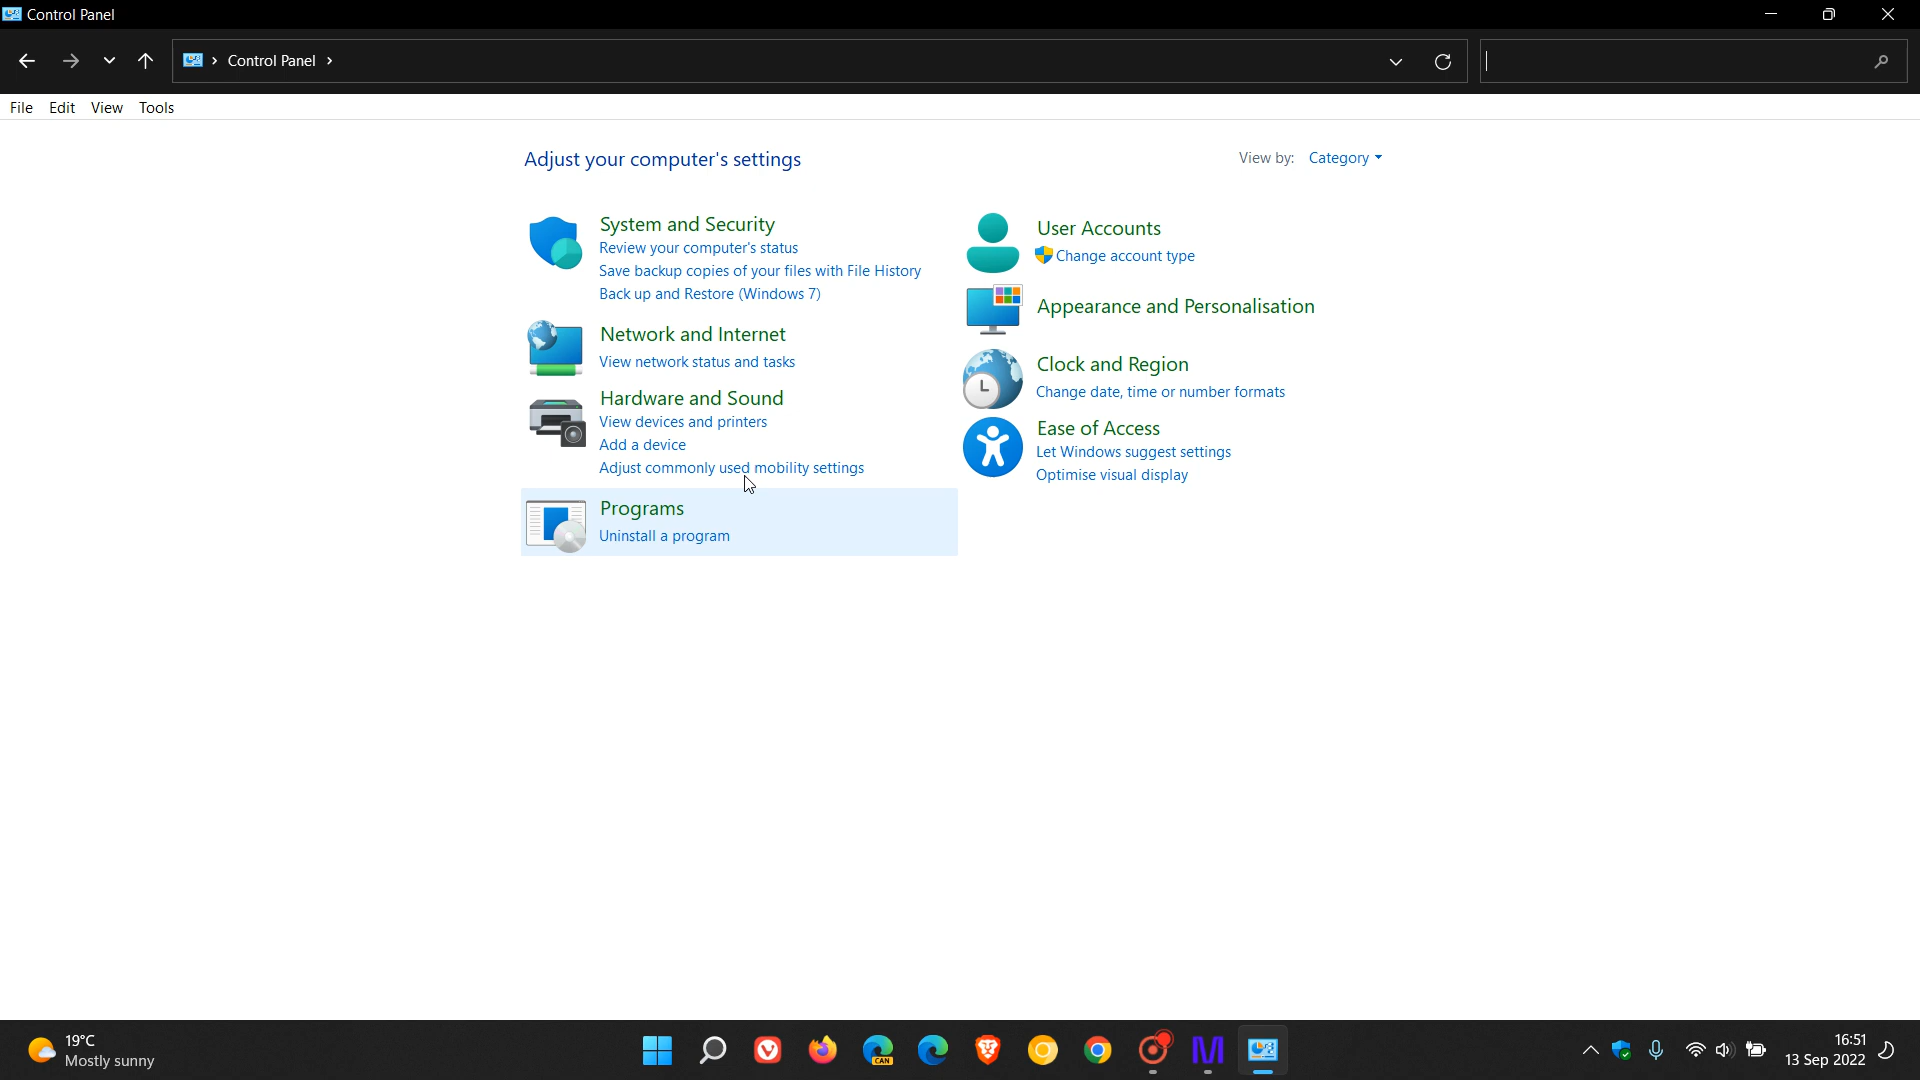 Control Panel
Control Panel
File Edit View Tools
Adjust your computer's settings
View by: Category
System and Security
Review your computer's status
Save backup copies of your files with File History
Back up and Restore (Windows 7)
Network and Internet
View network status and tasks
Hardware and Sound
View devices and printers
Add a device
Adjust commonly used mobility settings
Programs
Uninstall a program
User Accounts
Change account type
Appearance and Personalisation
Clock and Region
Change date, time or number formats
Ease of Access
Let Windows suggest settings
Optimise visual display
19°C
Mostly sunny
CAN
16:51
13 Sep 2022